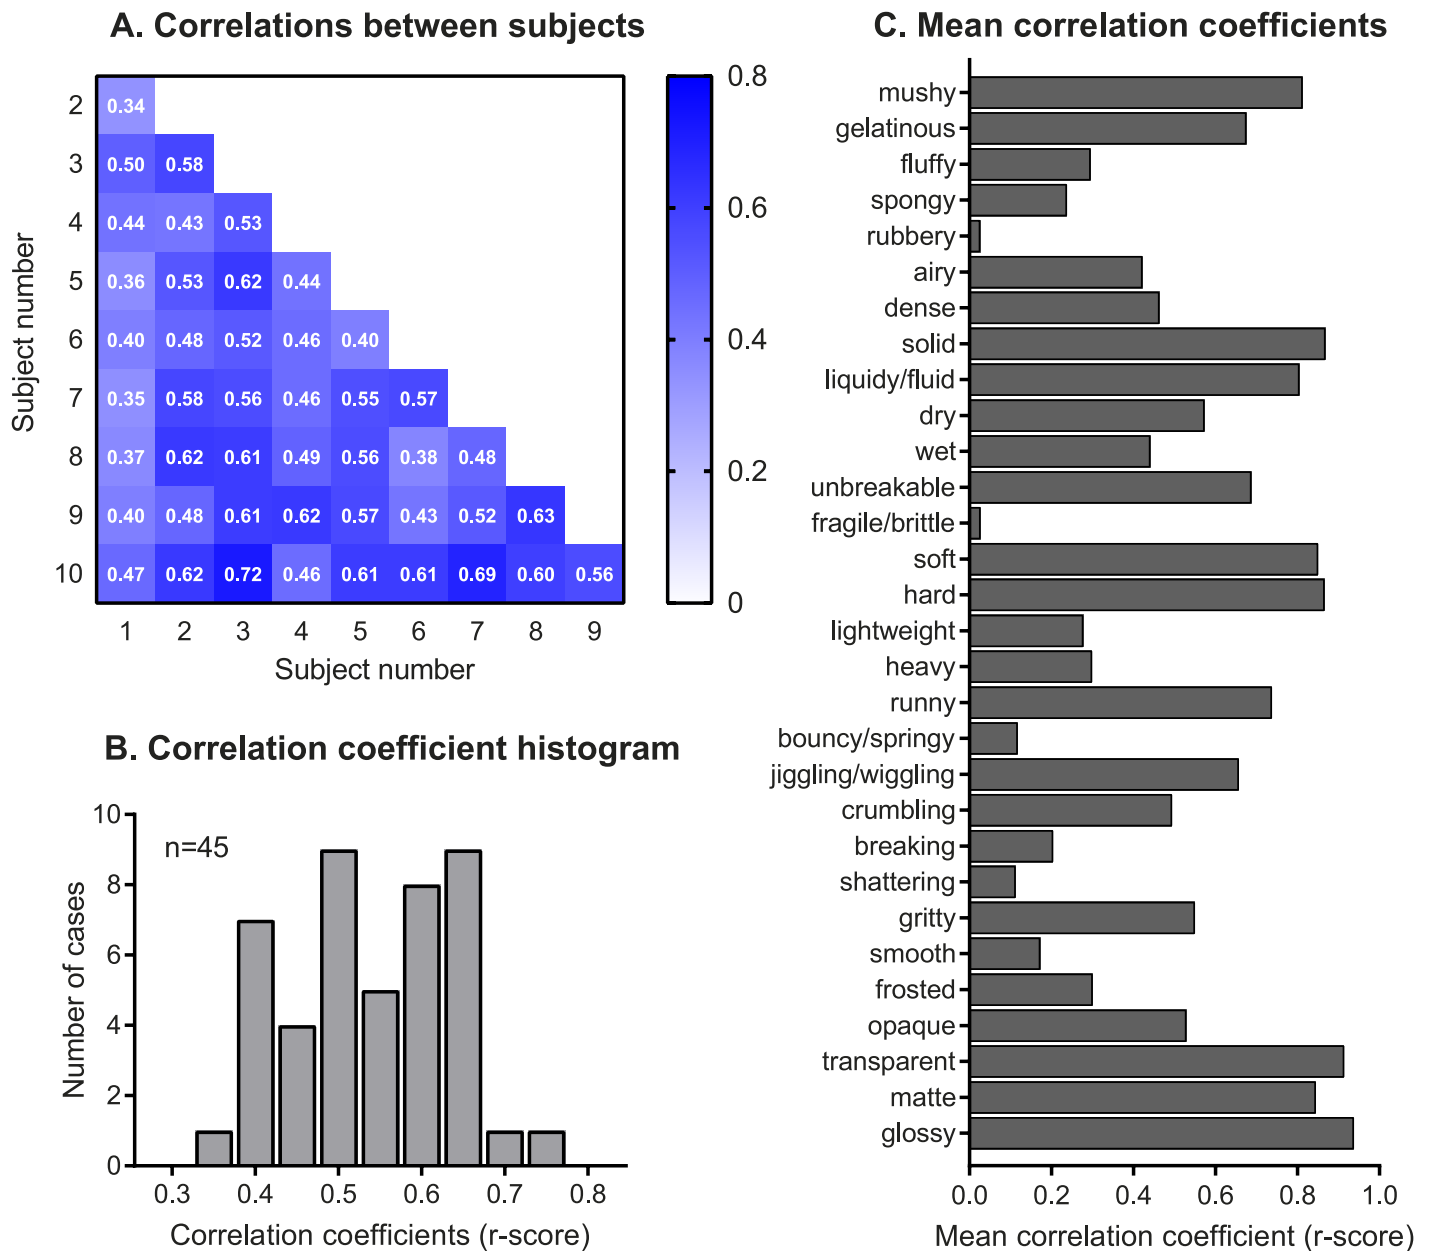 A. Correlations between subjects
0.8
0.6
0.4
0.2
0
2 0.34
3 0.50 0.58
4 0.44 0.43 0.53
5 0.36 0.53 0.62 0.44
6 0.40 0.48 0.52 0.46 0.40
7 0.35 0.58 0.56 0.46 0.55 0.57
8 0.37 0.62 0.61 0.49 0.56 0.38 0.48
9 0.40 0.48 0.61 0.62 0.57 0.43 0.52 0.63
10 0.47 0.62 0.72 0.46 0.61 0.61 0.69 0.60 0.56
1 2 3 4 5 6 7 8 9
Subject number
Subject number
B. Correlation coefficient histogram
n=45
10
8
6
4
2
0
Number of cases
0.3 0.4 0.5 0.6 0.7 0.8
Correlation coefficients (r-score)
C. Mean correlation coefficients
mushy
gelatinous
fluffy
spongy
rubbery
airy
dense
solid
liquidy/fluid
dry
wet
unbreakable
fragile/brittle
soft
hard
lightweight
heavy
runny
bouncy/springy
jiggling/wiggling
crumbling
breaking
shattering
gritty
smooth
frosted
opaque
transparent
matte
glossy
0.0 0.2 0.4 0.6 0.8 1.0
Mean correlation coefficient (r-score)